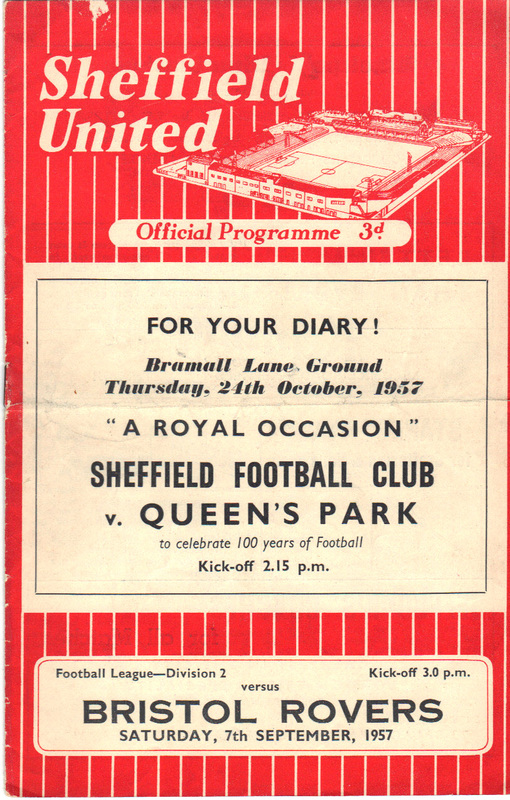 Sheffield
United
Official Programme 3d.
FOR YOUR DIARY!
Bramall Lane Ground
Thursday, 24th October, 1957
"A ROYAL OCCASION"
SHEFFIELD FOOTBALL CLUB
v. QUEEN'S PARK
to celebrate 100 years of Football
Kick-off 2.15 p.m.
Football League—Division 2 Kick-off 3.0 p.m.
versus
BRISTOL ROVERS
SATURDAY, 7th SEPTEMBER, 1957